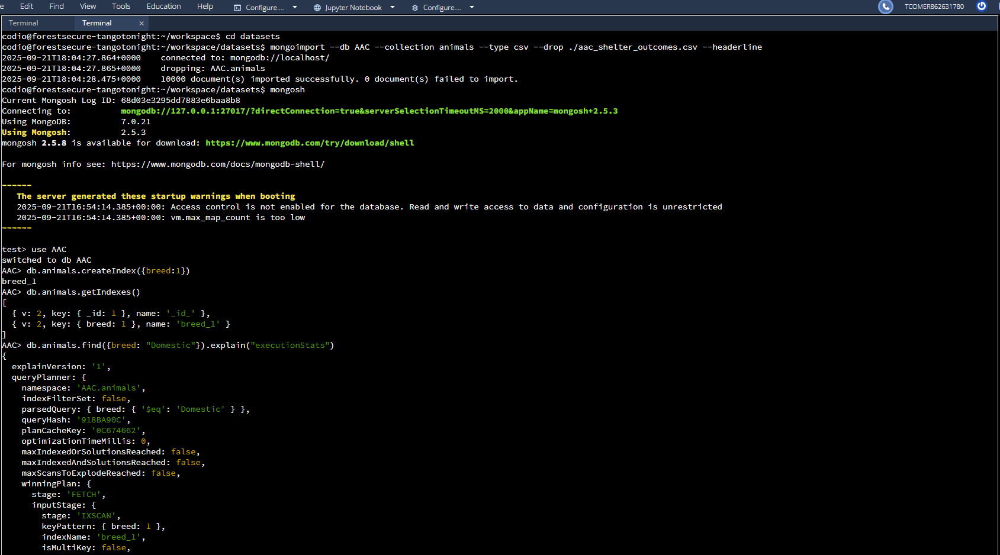 e Edit Find View Tools Education Help Configure.... Jupyter Notebook Configure.... TCOMER862631780
Terminal Terminal ×
codio@forestsecure-tangotonight:~/workspace$ cd datasets
codio@forestsecure-tangotonight:~/workspace/datasets$ mongoimport --db AAC --collection animals --type csv --drop ./aac_shelter_outcomes.csv --headerline
2025-09-21T18:04:27.864+0000    connected to: mongodb://localhost/
2025-09-21T18:04:27.865+0000    dropping: AAC.animals
2025-09-21T18:04:28.475+0000    10000 document(s) imported successfully. 0 document(s) failed to import.
codio@forestsecure-tangotonight:~/workspace/datasets$ mongosh
Current Mongosh Log ID: 68d03e3295dd7883e6baa8b8
Connecting to:          mongodb://127.0.0.1:27017/?directConnection=true&serverSelectionTimeoutMS=2000&appName=mongosh+2.5.3
Using MongoDB:          7.0.21
Using Mongosh:          2.5.3
mongosh 2.5.8 is available for download: https://www.mongodb.com/try/download/shell
For mongosh info see: https://www.mongodb.com/docs/mongodb-shell/
------
   The server generated these startup warnings when booting
   2025-09-21T16:54:14.385+00:00: Access control is not enabled for the database. Read and write access to data and configuration is unrestricted
   2025-09-21T16:54:14.385+00:00: vm.max_map_count is too low
------
test> use AAC
switched to db AAC
AAC> db.animals.createIndex({breed:1})
breed_1
AAC> db.animals.getIndexes()
[
  { v: 2, key: { _id: 1 }, name: '_id_' },
  { v: 2, key: { breed: 1 }, name: 'breed_1' }
]
AAC> db.animals.find({breed: "Domestic"}).explain("executionStats")
{
  explainVersion: '1',
  queryPlanner: {
    namespace: 'AAC.animals',
    indexFilterSet: false,
    parsedQuery: { breed: { '$eq': 'Domestic' } },
    queryHash: '918BA90C',
    planCacheKey: '0C674662',
    optimizationTimeMillis: 0,
    maxIndexedOrSolutionsReached: false,
    maxIndexedAndSolutionsReached: false,
    maxScansToExplodeReached: false,
    winningPlan: {
      stage: 'FETCH',
      inputStage: {
        stage: 'IXSCAN',
        keyPattern: { breed: 1 },
        indexName: 'breed_1',
        isMultiKey: false,